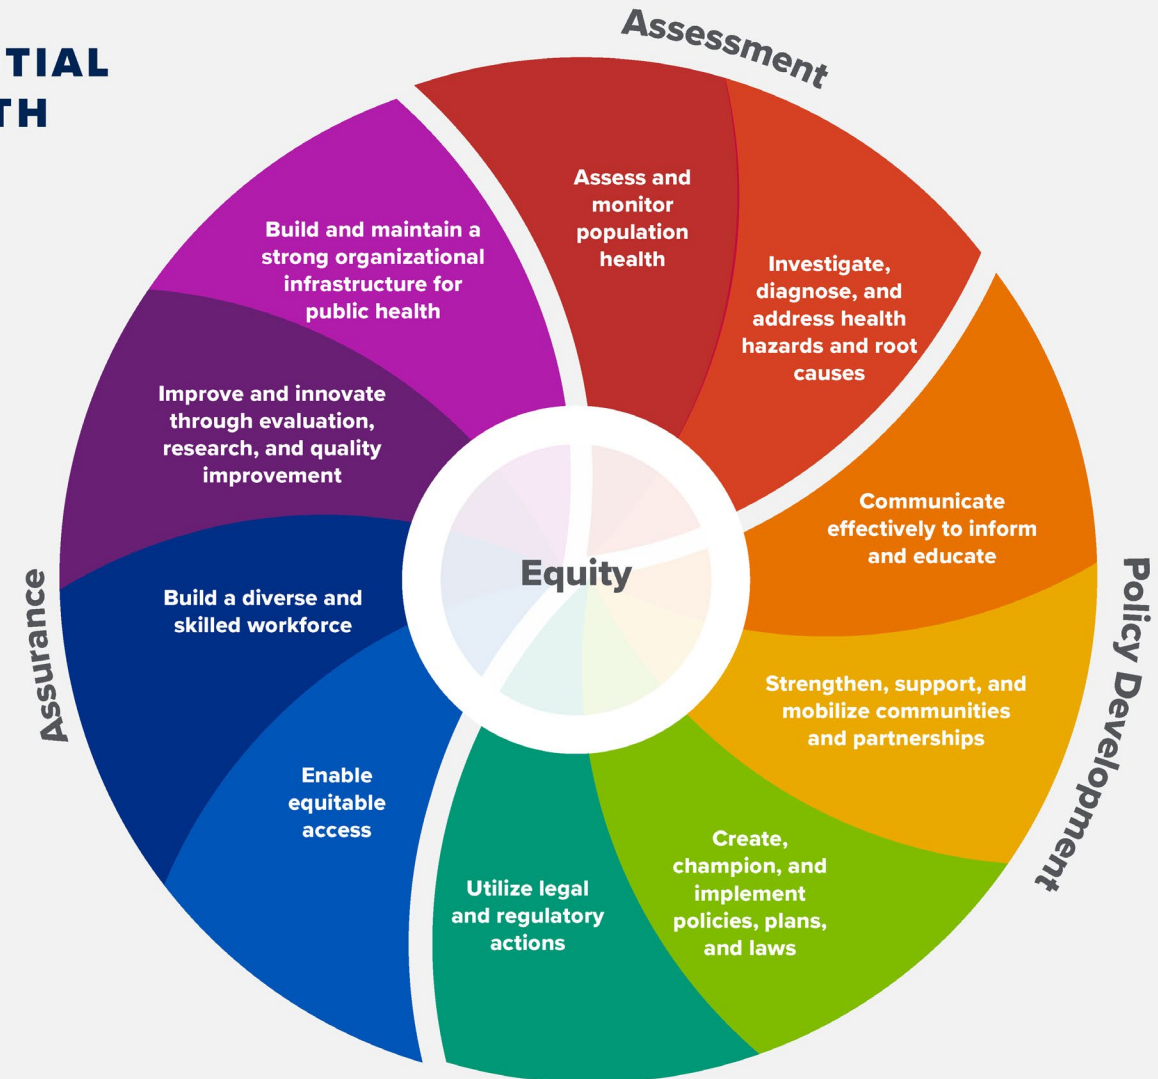 TIAL
TH
Assessment
Assess and
monitor
population
health
Investigate,
diagnose, and
address health
hazards and root
causes
Policy Development
Communicate
effectively to inform
and educate
Strengthen, support, and
mobilize communities
and partnerships
Create,
champion, and
implement
policies, plans,
and laws
Utilize legal
and regulatory
actions
Assurance
Enable
equitable
access
Build a diverse and
skilled workforce
Improve and innovate
through evaluation,
research, and quality
improvement
Build and maintain a
strong organizational
infrastructure for
public health
Equity